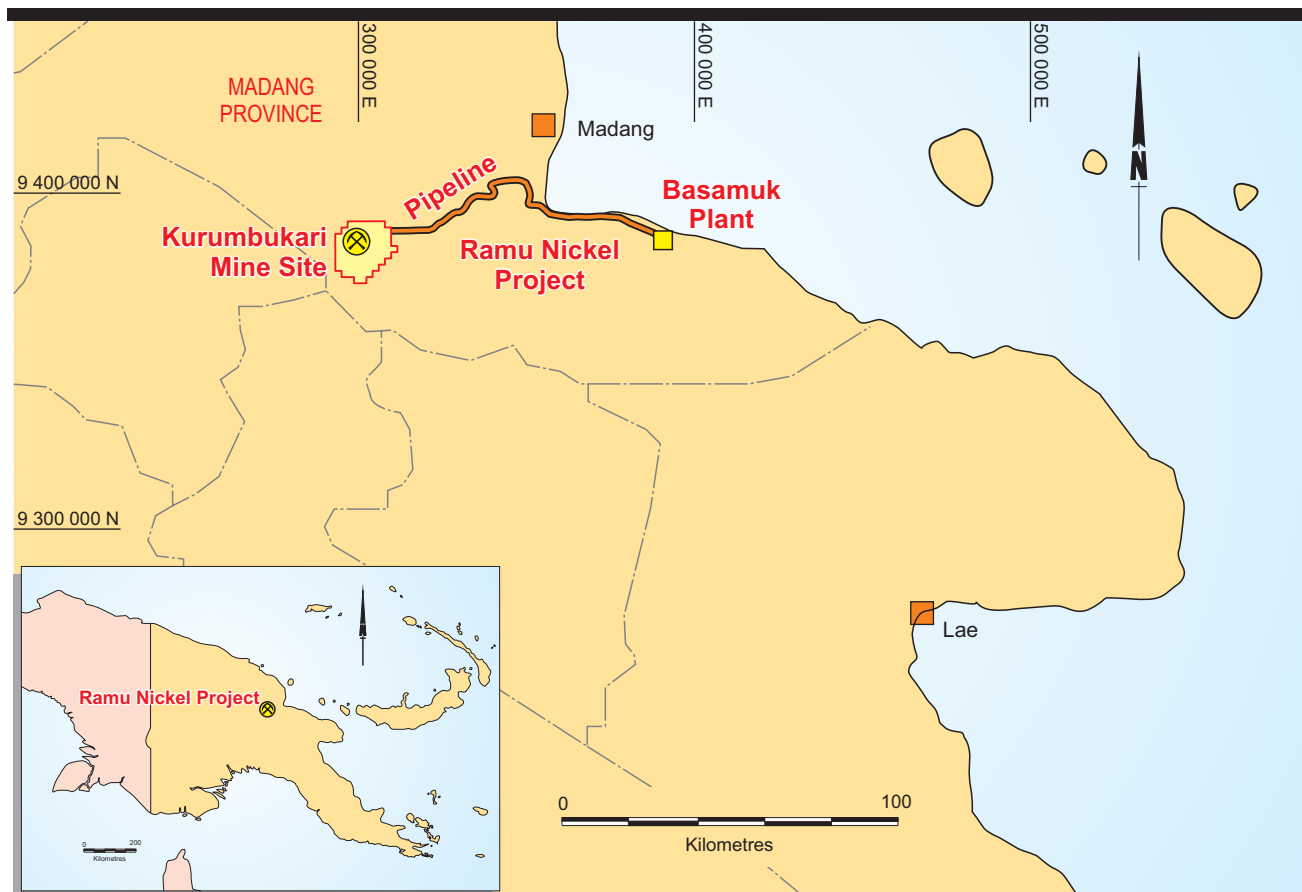 300 000 E
400 000 E
500 000 E
MADANG
PROVINCE
N
Madang
9 400 000 N
Pipeline
Basamuk
Plant
Kurumbukari
Mine Site
Ramu Nickel
Project
9 300 000 N
Lae
Ramu Nickel Project
N
0
200
Kilometres
0
100
Kilometres